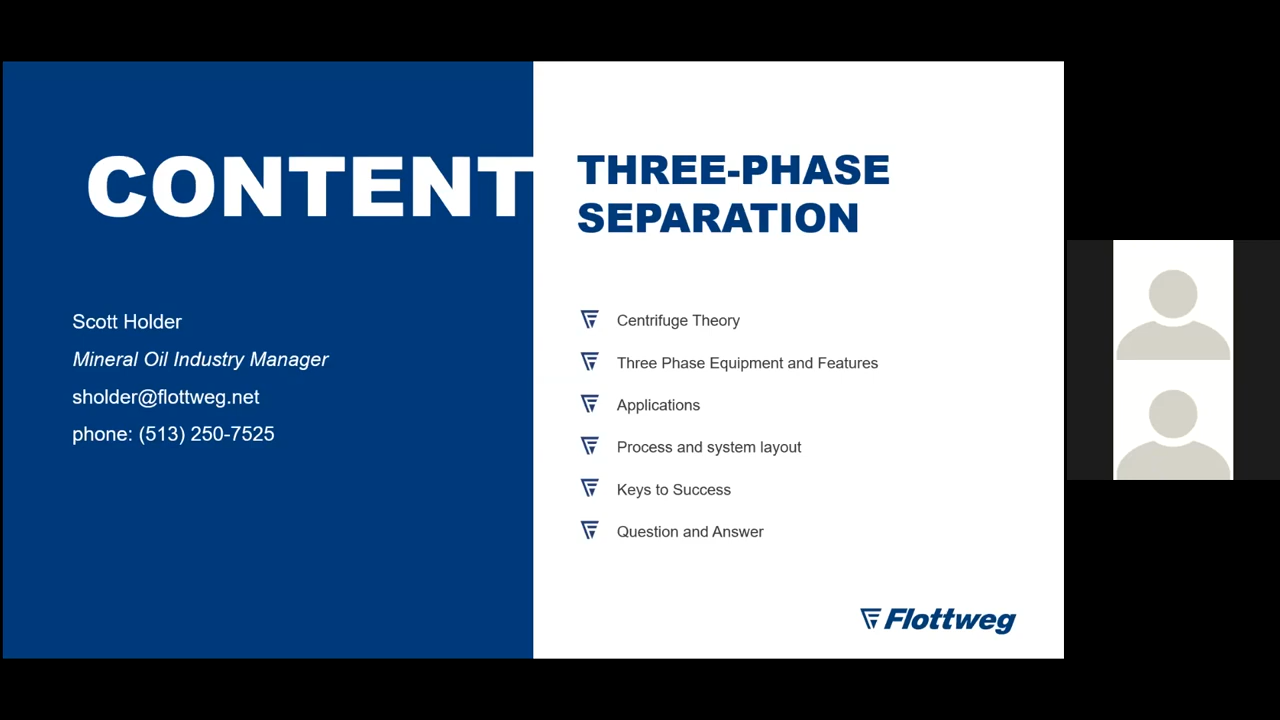 CONTENT
Scott Holder
Mineral Oil Industry Manager
sholder@flottweg.net
phone: (513) 250-7525
THREE-PHASE
SEPARATION
Centrifuge Theory
Three Phase Equipment and Features
Applications
Process and system layout
Keys to Success
Question and Answer
Flottweg